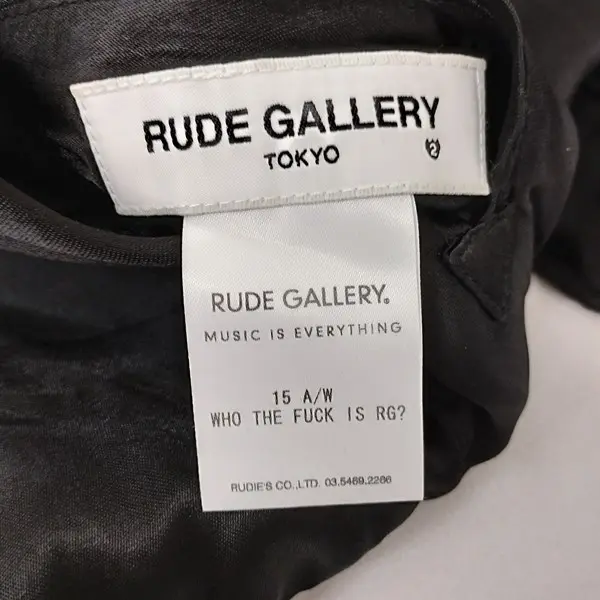 RUDE GALLERY
TOKYO 2
RUDE GALLERY.
MUSIC IS EVERYTHING
15 A/W
WHO THE FUCK IS RG?
RUDIE'S CO.,LTD. 03.5469.2266